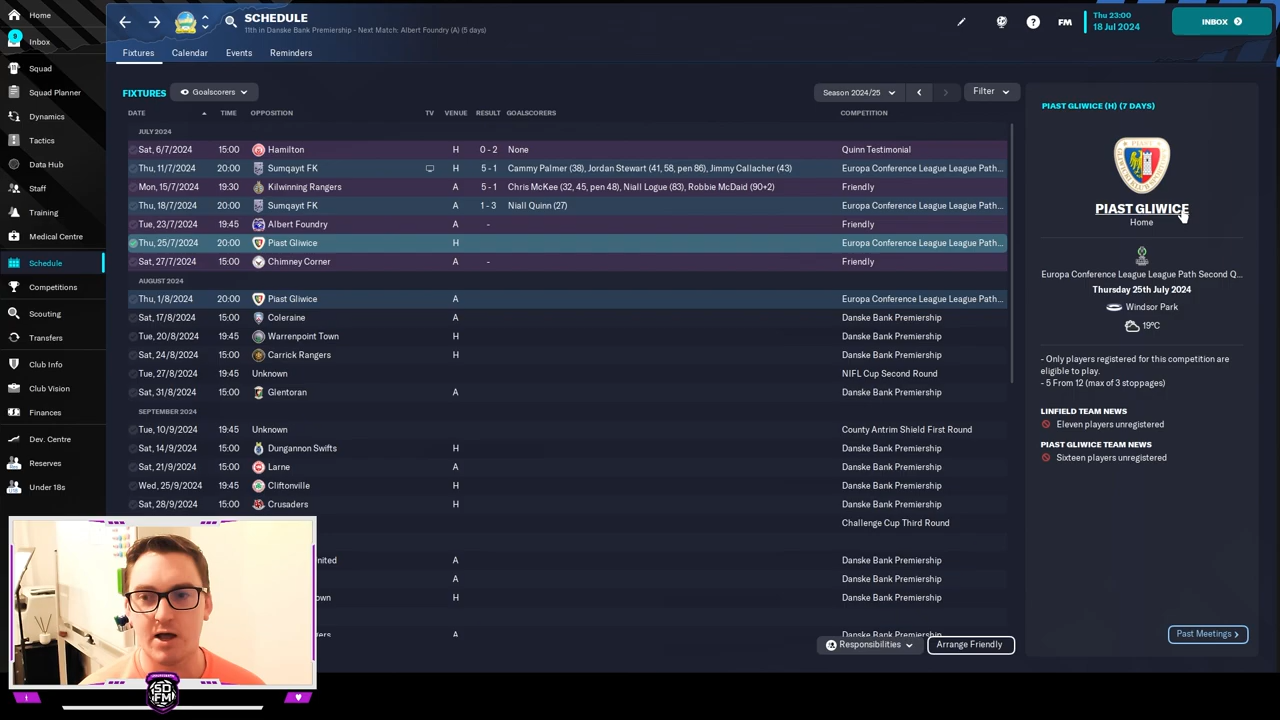 Home
9
Inbox
Squad
Squad Planner
Dynamics
Tactics
Data Hub
Staff
Training
Medical Centre
Schedule
Competitions
Scouting
Transfers
Club Info
Club Vision
Finances
Dev. Centre
Reserves
Under 18s
SCHEDULE
11th in Danske Bank Premiership - Next Match: Albert Foundry (A) (5 days)
FM
Thu 23:00
18 Jul 2024
INBOX
Fixtures Calendar Events Reminders
FIXTURES Goalscorers Season 2024/25 Filter
DATE TIME OPPOSITION TV VENUE RESULT GOALSCORERS COMPETITION
JULY 2024
Sat, 6/7/2024 15:00 Hamilton H 0 - 2 None Quinn Testimonial
Thu, 11/7/2024 20:00 Sumqayıt FK H 5 - 1 Cammy Palmer (38), Jordan Stewart (41, 58, pen 86), Jimmy Callacher (43) Europa Conference League League Path...
Mon, 15/7/2024 19:30 Kilwinning Rangers A 5 - 1 Chris McKee (32, 45, pen 48), Niall Logue (83), Robbie McDaid (90+2) Friendly
Thu, 18/7/2024 20:00 Sumqayıt FK A 1 - 3 Niall Quinn (27) Europa Conference League League Path...
Tue, 23/7/2024 19:45 Albert Foundry A - Friendly
Thu, 25/7/2024 20:00 Piast Gliwice H Europa Conference League League Path...
Sat, 27/7/2024 15:00 Chimney Corner A - Friendly
AUGUST 2024
Thu, 1/8/2024 20:00 Piast Gliwice A Europa Conference League League Path...
Sat, 17/8/2024 15:00 Coleraine A Danske Bank Premiership
Tue, 20/8/2024 19:45 Warrenpoint Town H Danske Bank Premiership
Sat, 24/8/2024 15:00 Carrick Rangers H Danske Bank Premiership
Tue, 27/8/2024 19:45 Unknown NIFL Cup Second Round
Sat, 31/8/2024 15:00 Glentoran A Danske Bank Premiership
SEPTEMBER 2024
Tue, 10/9/2024 19:45 Unknown County Antrim Shield First Round
Sat, 14/9/2024 15:00 Dungannon Swifts H Danske Bank Premiership
Sat, 21/9/2024 15:00 Larne A Danske Bank Premiership
Wed, 25/9/2024 19:45 Cliftonville H Danske Bank Premiership
Sat, 28/9/2024 15:00 Crusaders H Danske Bank Premiership
Challenge Cup Third Round
nited A Danske Bank Premiership
A Danske Bank Premiership
own H Danske Bank Premiership
A Danske Bank Premiership
Responsibilities Arrange Friendly
PIAST GLIWICE (H) (7 DAYS)
PIAST GLIWICE
Home
Europa Conference League League Path Second Q...
Thursday 25th July 2024
Windsor Park
19°C
- Only players registered for this competition are
eligible to play.
- 5 From 12 (max of 3 stoppages)
LINFIELD TEAM NEWS
Eleven players unregistered
PIAST GLIWICE TEAM NEWS
Sixteen players unregistered
Past Meetings
SDFM